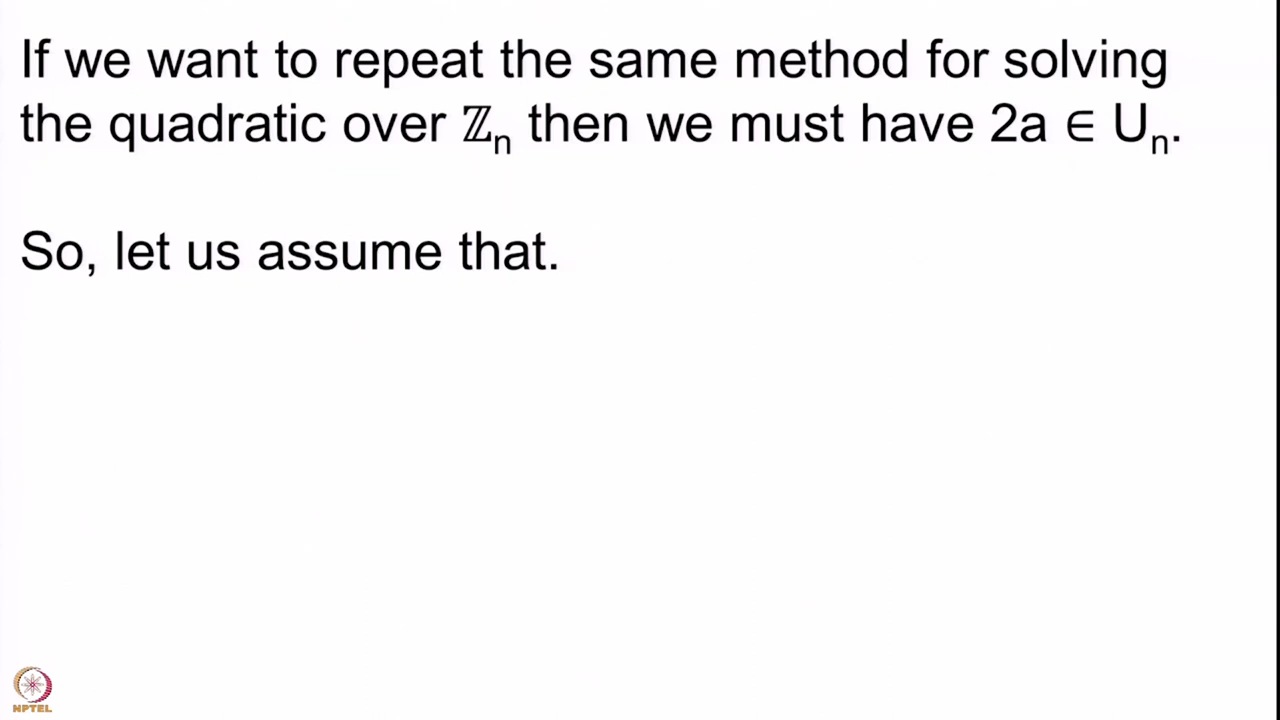 If we want to repeat the same method for solving
the quadratic over ℤₙ then we must have 2a ∈ Uₙ.
So, let us assume that.
NPTEL